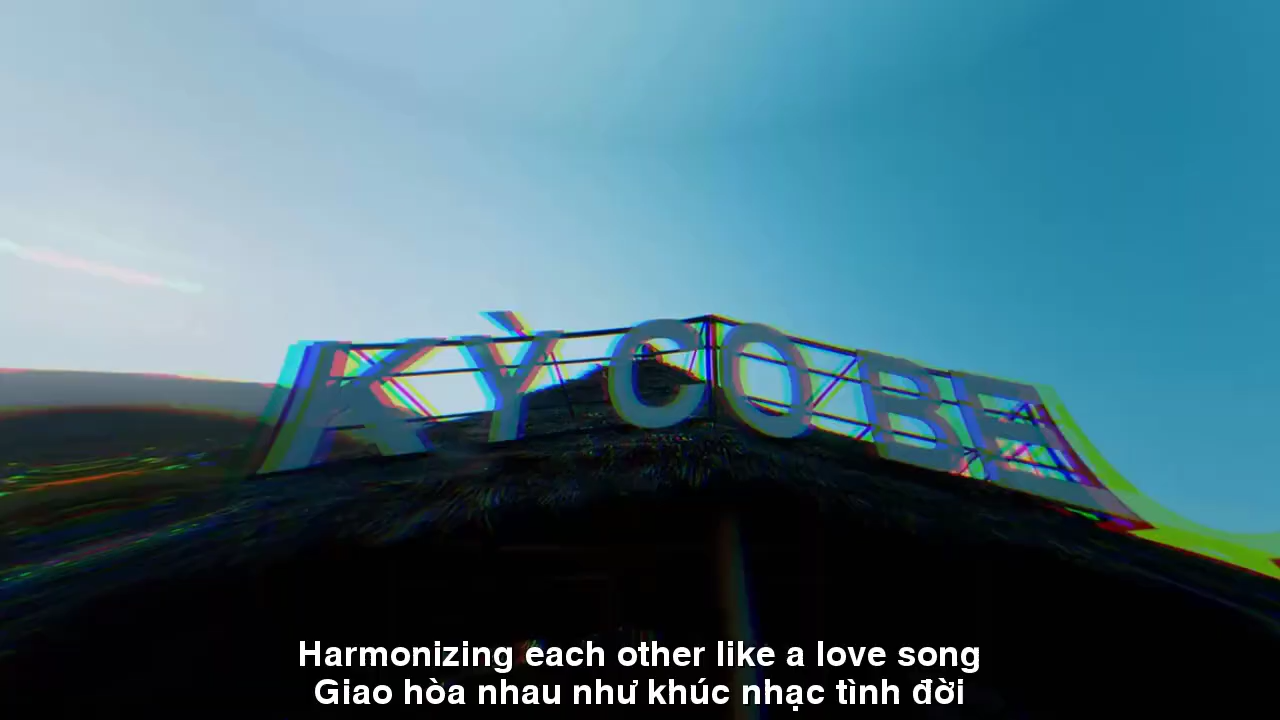 KỲ CO BE
Harmonizing each other like a love song
Giao hòa nhau như khúc nhạc tình đời